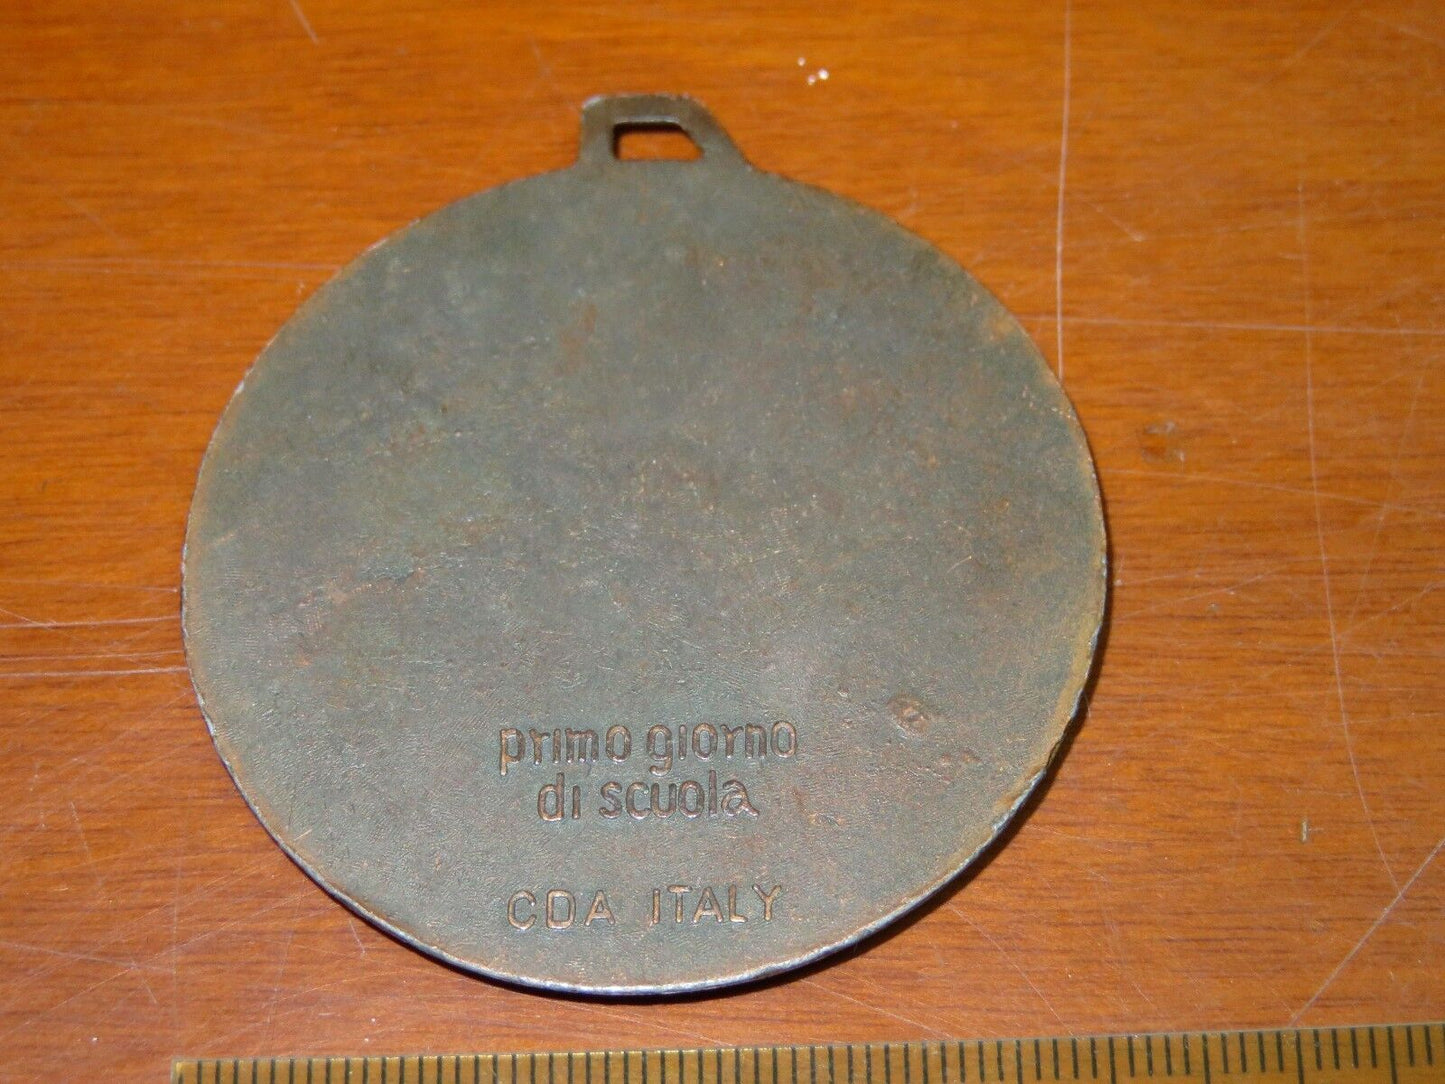 primo giorno
di scuola
CDA ITALY